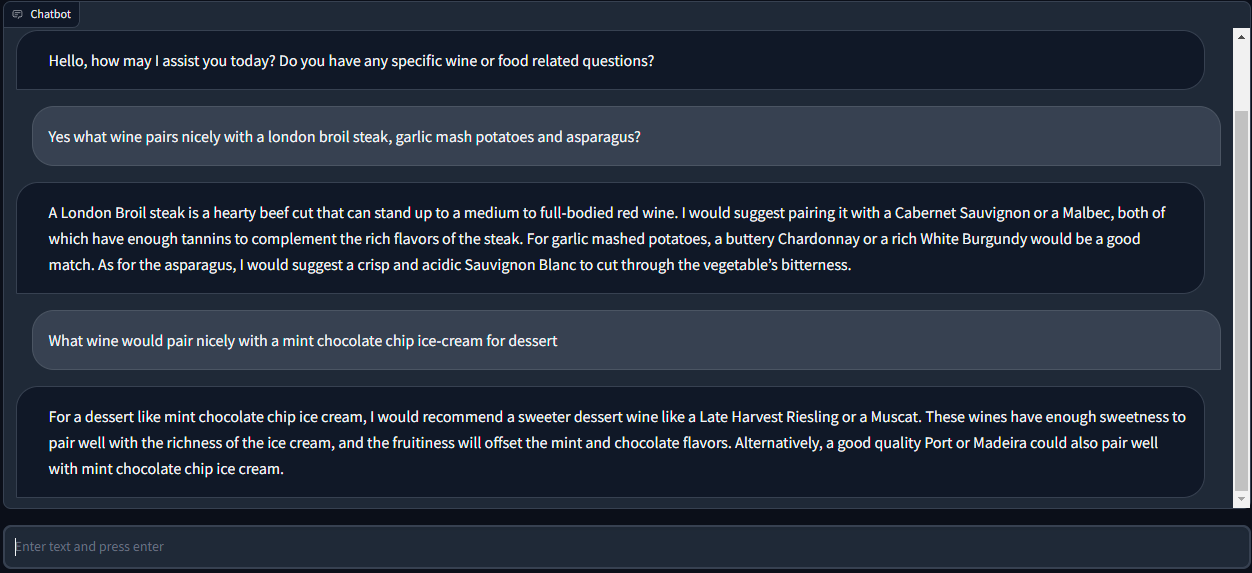 Chatbot
Hello, how may I assist you today? Do you have any specific wine or food related questions?
Yes what wine pairs nicely with a london broil steak, garlic mash potatoes and asparagus?
A London Broil steak is a hearty beef cut that can stand up to a medium to full-bodied red wine. I would suggest pairing it with a Cabernet Sauvignon or a Malbec, both of
which have enough tannins to complement the rich flavors of the steak. For garlic mashed potatoes, a buttery Chardonnay or a rich White Burgundy would be a good
match. As for the asparagus, I would suggest a crisp and acidic Sauvignon Blanc to cut through the vegetable’s bitterness.
What wine would pair nicely with a mint chocolate chip ice-cream for dessert
For a dessert like mint chocolate chip ice cream, I would recommend a sweeter dessert wine like a Late Harvest Riesling or a Muscat. These wines have enough sweetness to
pair well with the richness of the ice cream, and the fruitiness will offset the mint and chocolate flavors. Alternatively, a good quality Port or Madeira could also pair well
with mint chocolate chip ice cream.
Enter text and press enter